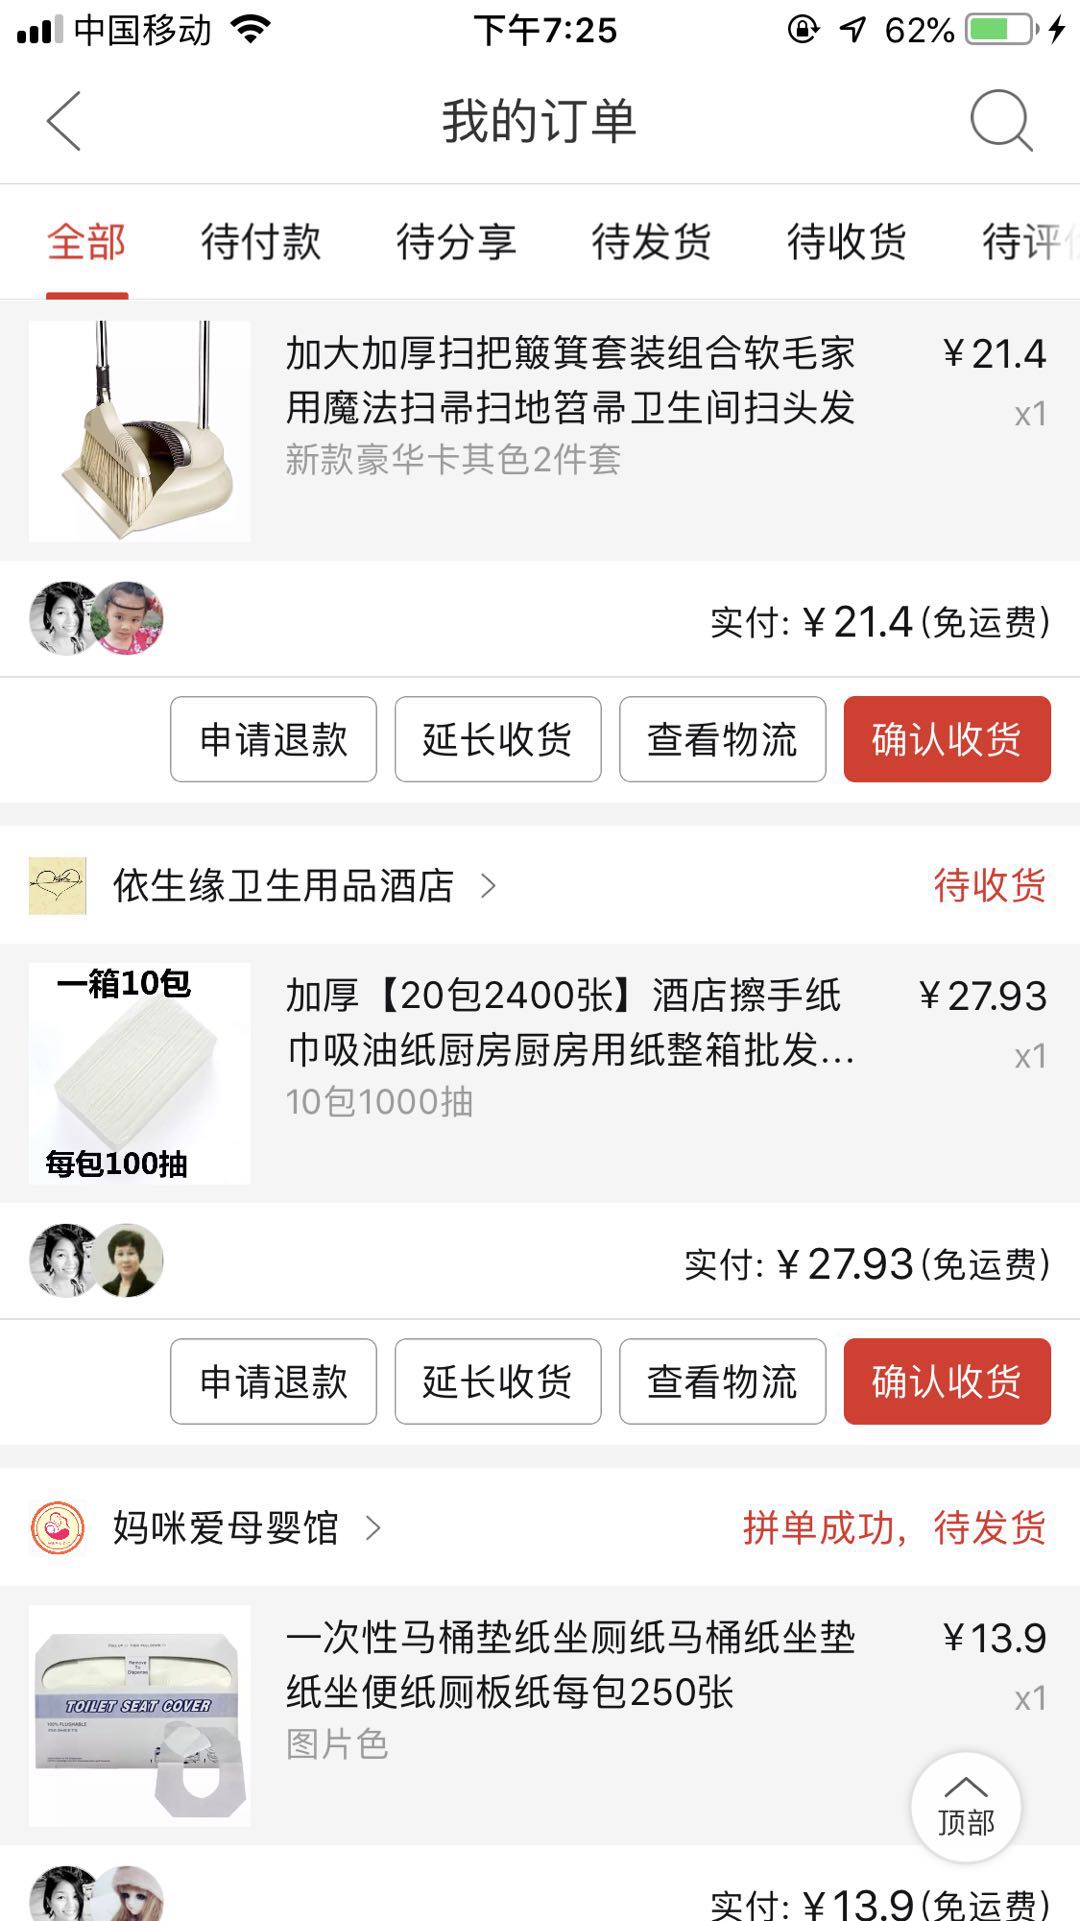 中国移动
下午7:25
62%
我的订单
全部 待付款 待分享 待发货 待收货 待评价
加大加厚扫把簸箕套装组合软毛家 ¥21.4
用魔法扫帚扫地笤帚卫生间扫头发 x1
新款豪华卡其色2件套
实付: ¥21.4(免运费)
申请退款 延长收货 查看物流 确认收货
依生缘卫生用品酒店 待收货
一箱10包
每包100抽
加厚【20包2400张】酒店擦手纸 ¥27.93
巾吸油纸厨房厨房用纸整箱批发... x1
10包1000抽
实付: ¥27.93(免运费)
申请退款 延长收货 查看物流 确认收货
妈咪爱母婴馆 拼单成功，待发货
Remove
To
Dispense
TOILET SEAT COVER
100% FLUSHABLE
一次性马桶垫纸坐厕纸马桶纸坐垫 ¥13.9
纸坐便纸厕板纸每包250张 x1
图片色
顶部
实付: ¥13.9(免运费)